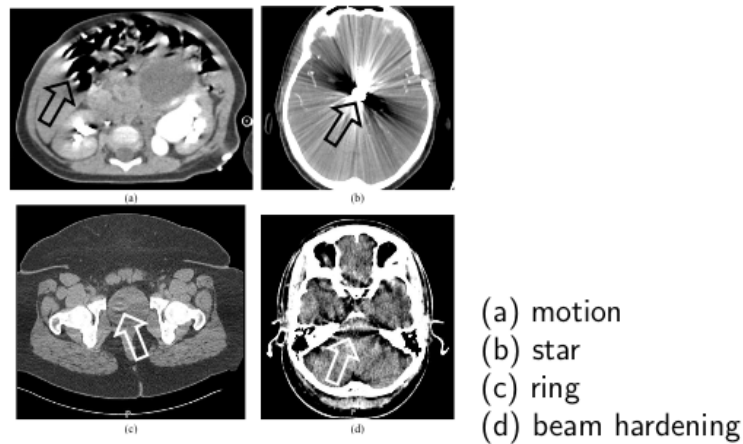 (a)
(b)
(c)
(d)
(a) motion
(b) star
(c) ring
(d) beam hardening